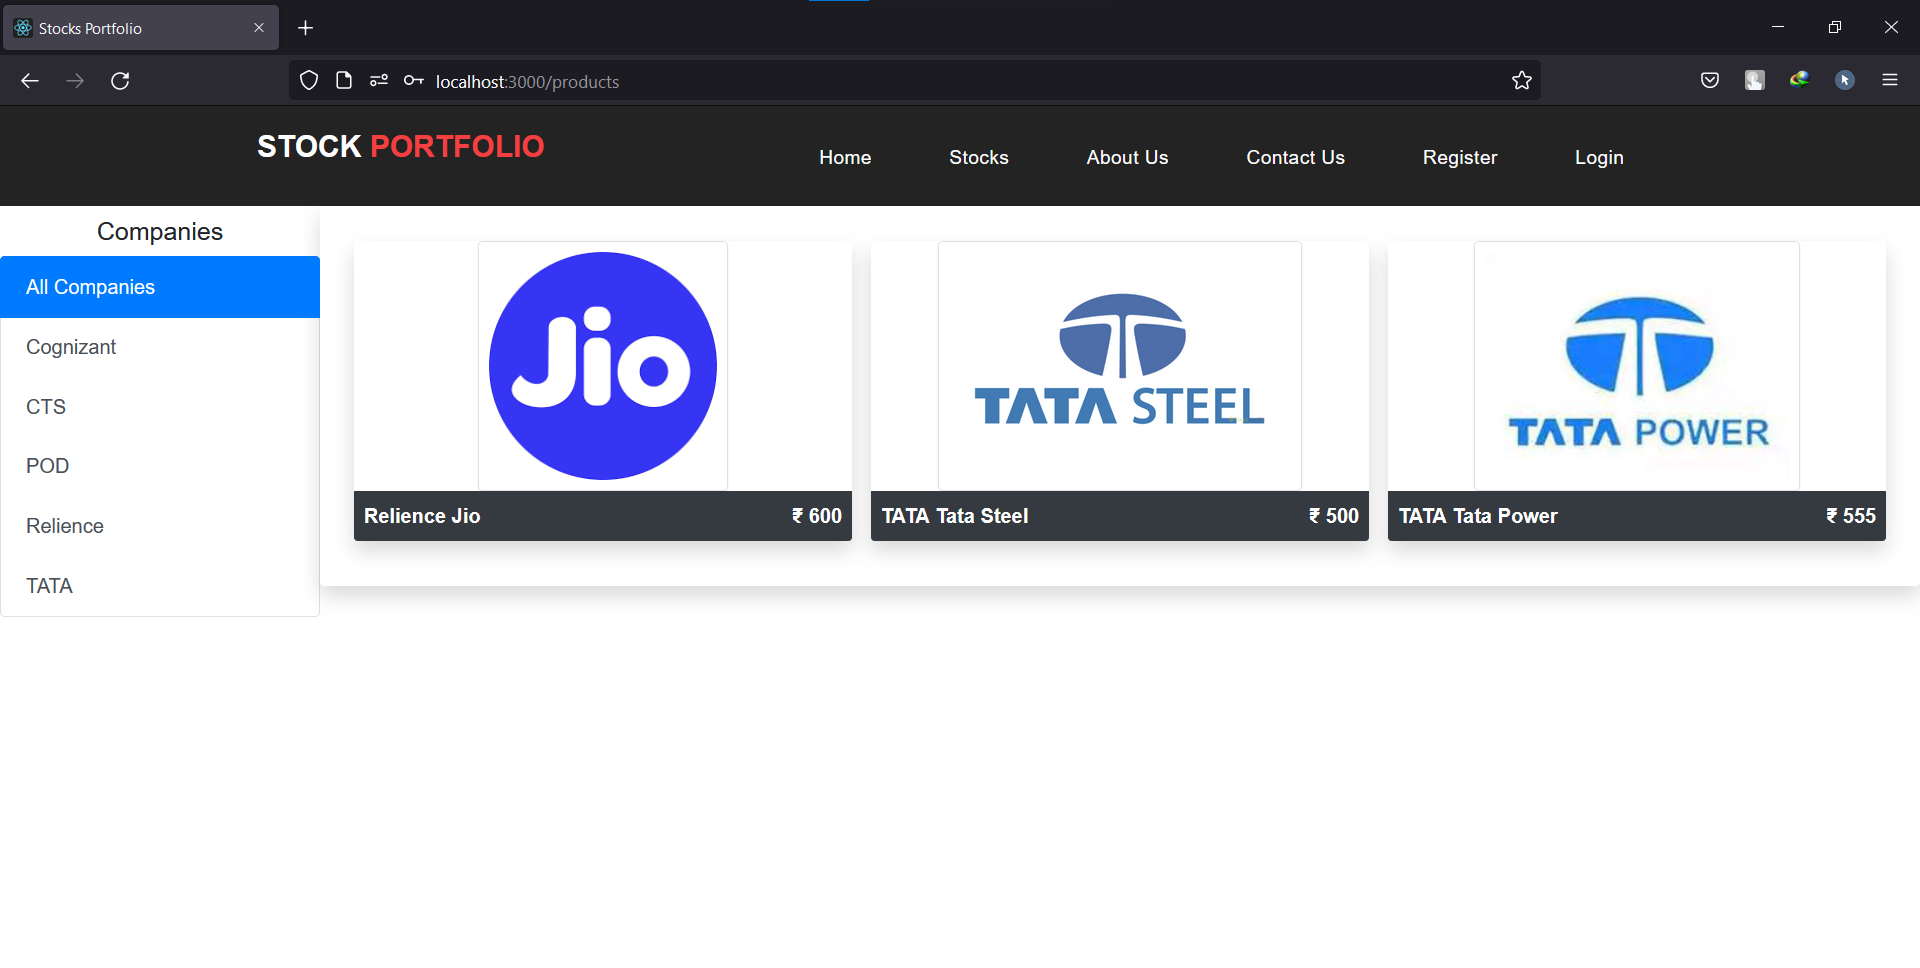 Stocks Portfolio
localhost:3000/products
STOCK PORTFOLIO
Home Stocks About Us Contact Us Register Login
Companies
All Companies
Cognizant
CTS
POD
Relience
TATA
Jio
Relience Jio ₹ 600
TATA STEEL
TATA Tata Steel ₹ 500
TATA POWER
TATA Tata Power ₹ 555